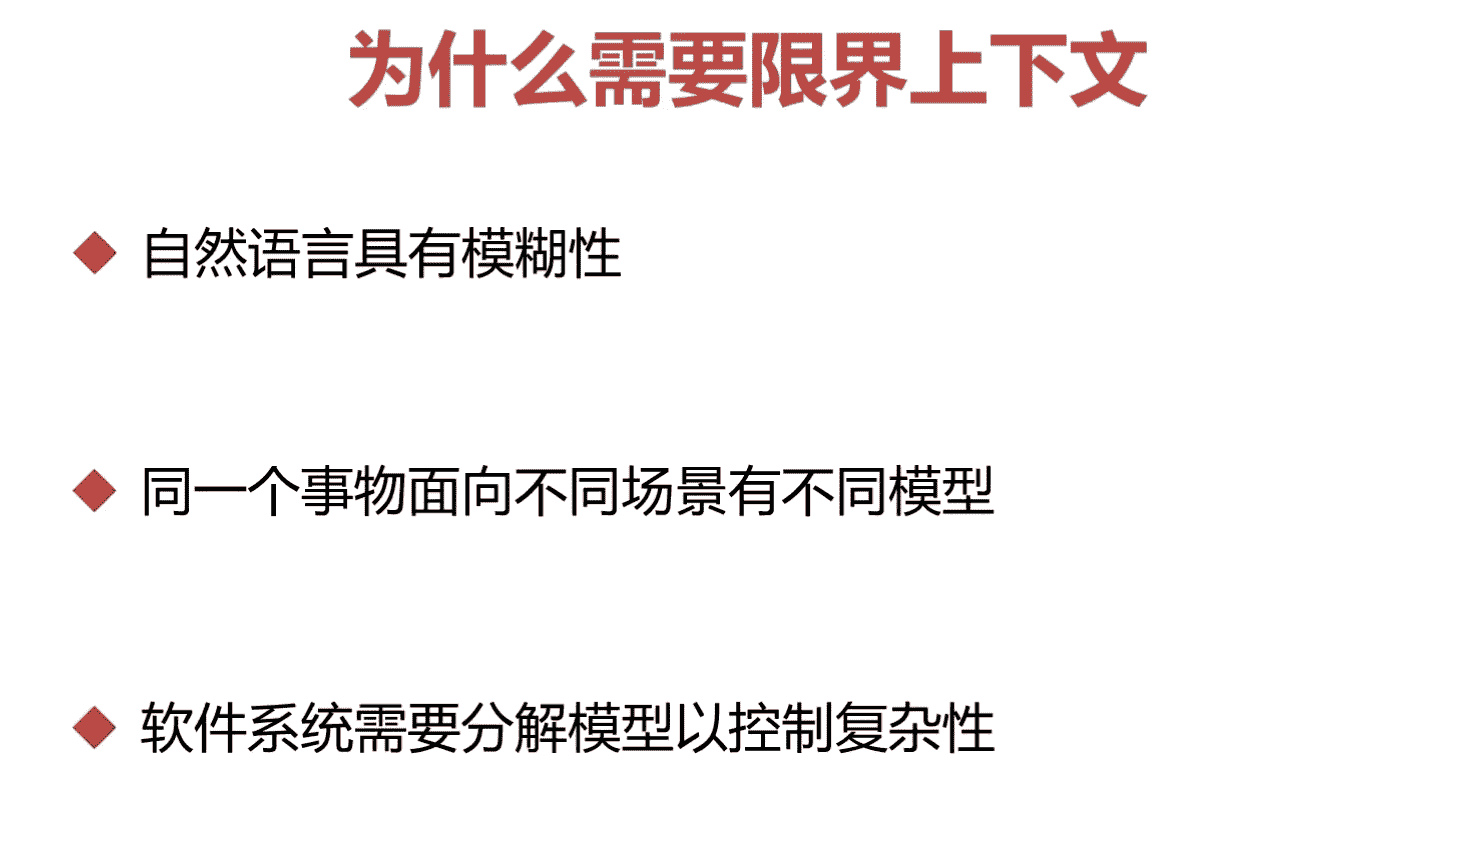 为什么需要限界上下文
自然语言具有模糊性
同一个事物面向不同场景有不同模型
软件系统需要分解模型以控制复杂性